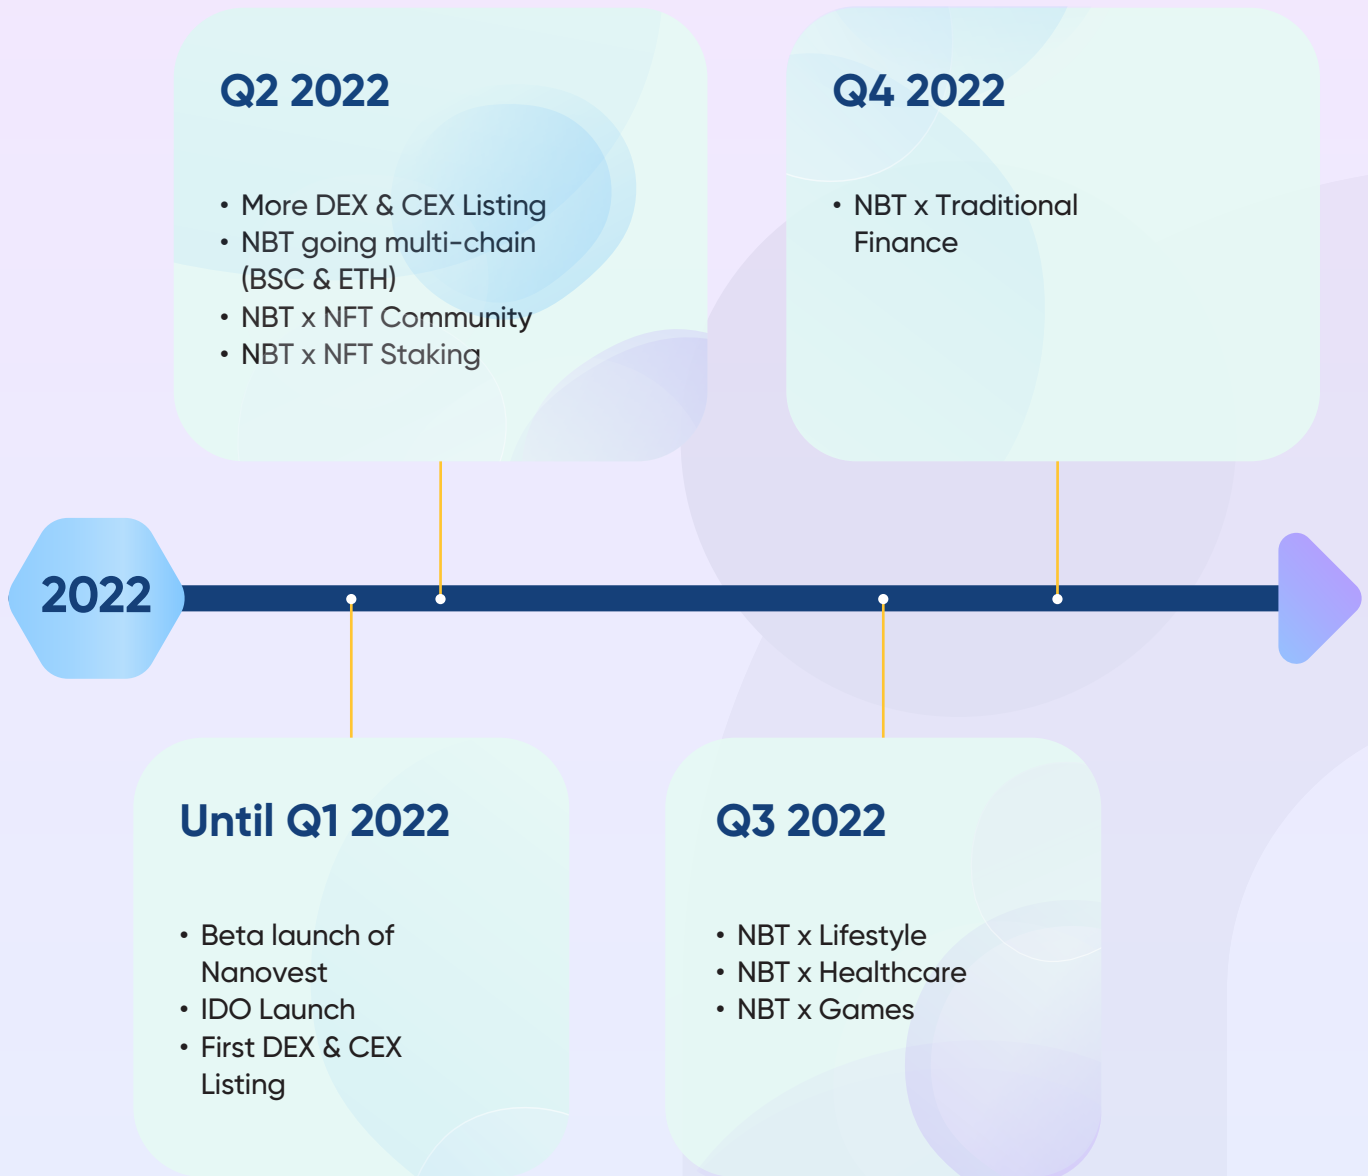 Q2 2022
• More DEX & CEX Listing
• NBT going multi-chain
(BSC & ETH)
• NBT x NFT Community
• NBT x NFT Staking
Q4 2022
• NBT x Traditional
Finance
2022
Until Q1 2022
• Beta launch of
Nanovest
• IDO Launch
• First DEX & CEX
Listing
Q3 2022
• NBT x Lifestyle
• NBT x Healthcare
• NBT x Games